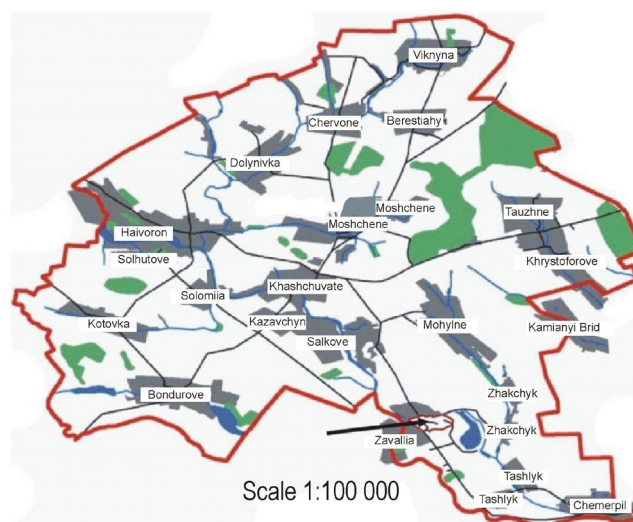 Viknyna
Chervone
Berestiahy
Dolynivka
Moshchene
Tauzhne
Moshchene
Haivoron
Solhutove
Khrystoforove
Khashchuvate
Solomiia
Kotovka
Kazavchyn
Mohylne
Kamianyi Brid
Salkove
Bondurove
Zhakchyk
Zhakchyk
Zavallia
Tashlyk
Scale 1:100 000
Tashlyk
Chemerpil